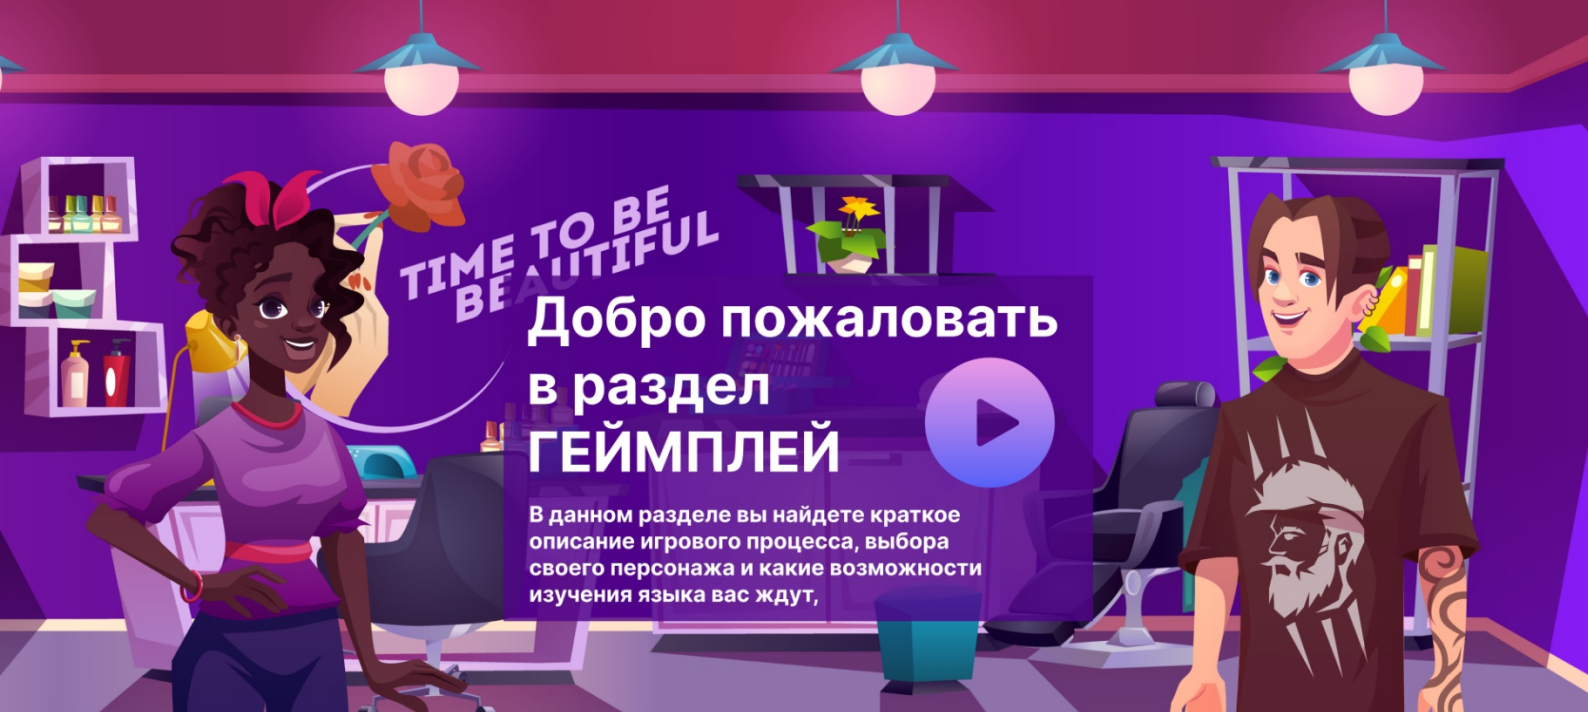 TIME TO BE
BEAUTIFUL
Добро пожаловать
в раздел
ГЕЙМПЛЕЙ
В данном разделе вы найдете краткое
описание игрового процесса, выбора
своего персонажа и какие возможности
изучения языка вас ждут,